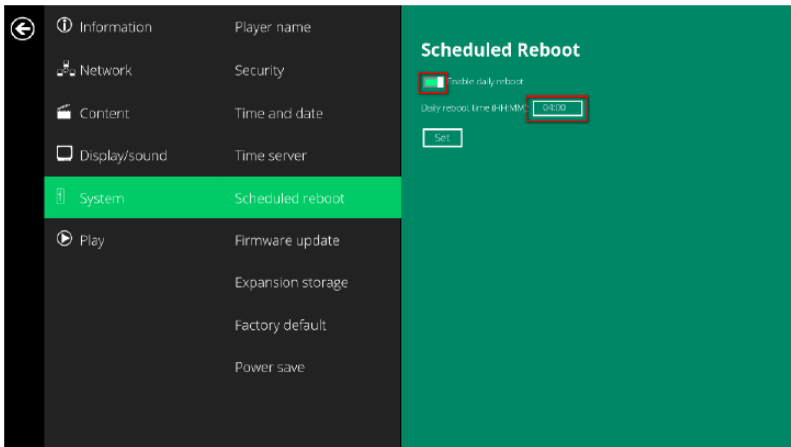 Information
Network
Content
Display/sound
System
Play
Player name
Security
Time and date
Time server
Scheduled reboot
Firmware update
Expansion storage
Factory default
Power save
Scheduled Reboot
Enable daily reboot
Daily reboot time (HH:MM) 04:00
Set